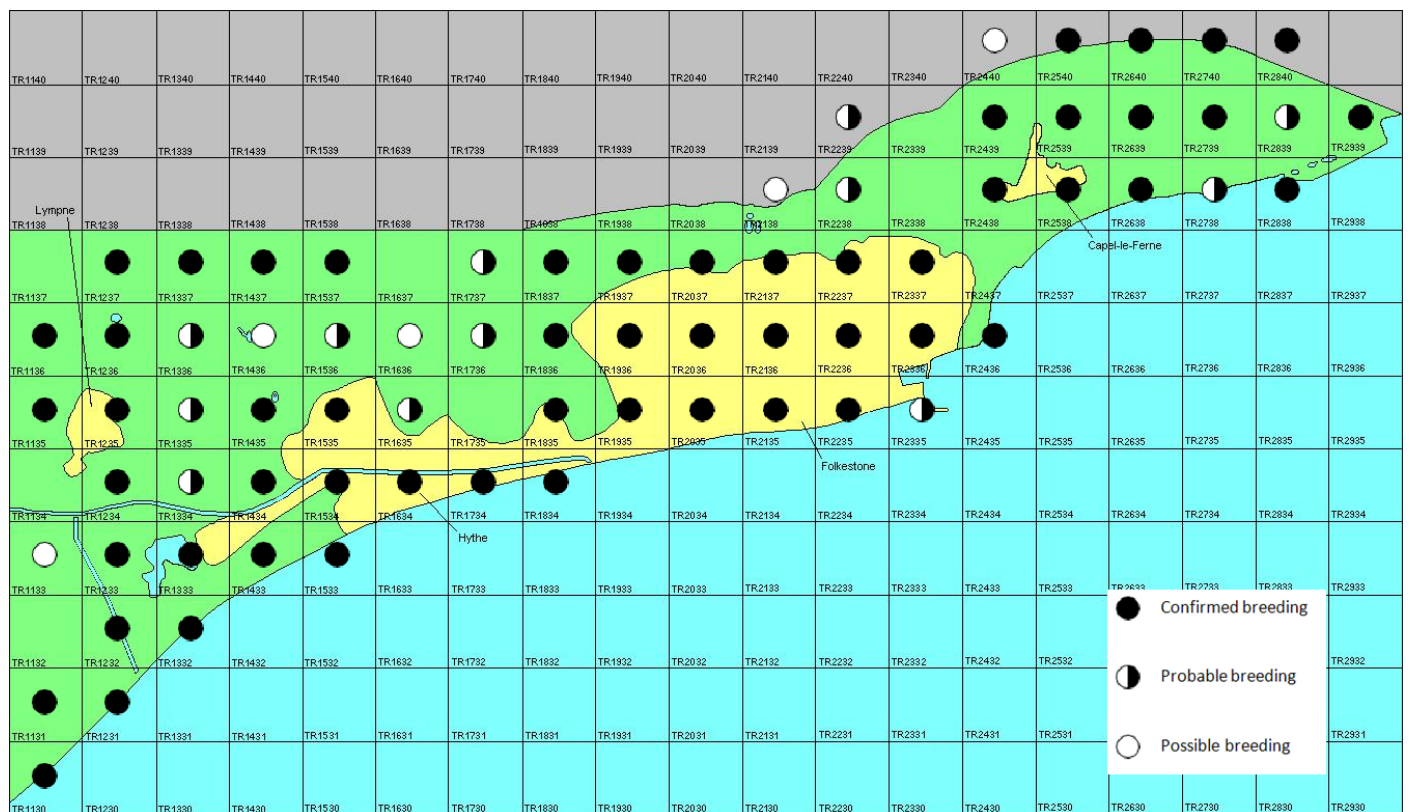 TR1140 TR1240 TR1340 TR1440 TR1540 TR1640 TR1740 TR1840 TR1940 TR2040 TR2140 TR2240 TR2340 TR2440 TR2540 TR2640 TR2740 TR2840
TR1139 TR1239 TR1339 TR1439 TR1539 TR1639 TR1739 TR1839 TR1939 TR2039 TR2139 TR2239 TR2339 TR2439 TR2539 TR2639 TR2739 TR2839 TR2939
Lympne
TR1138 TR1238 TR1338 TR1438 TR1538 TR1638 TR1738 TR1938 TR2038 TR2138 TR2238 TR2338 TR2438 TR2538 TR2638 TR2738 TR2838 TR2938
Capel-le-Ferne
TR1137 TR1237 TR1337 TR1437 TR1537 TR1637 TR1737 TR1837 TR1937 TR2037 TR2137 TR2237 TR2337 TR2437 TR2537 TR2637 TR2737 TR2837 TR2937
TR1136 TR1236 TR1336 TR1436 TR1536 TR1636 TR1736 TR1836 TR1936 TR2036 TR2136 TR2236 TR2336 TR2436 TR2536 TR2636 TR2736 TR2836 TR2936
TR1135 TR1235 TR1335 TR1435 TR1535 TR1635 TR1735 TR1835 TR1935 TR2035 TR2135 TR2235 TR2335 TR2435 TR2535 TR2635 TR2735 TR2835 TR2935
Folkestone
TR1134 TR1234 TR1334 TR1434 TR1534 TR1634 TR1734 TR1834 TR1934 TR2034 TR2134 TR2234 TR2334 TR2434 TR2534 TR2634 TR2734 TR2834 TR2934
Hythe
TR1133 TR1233 TR1333 TR1433 TR1533 TR1633 TR1733 TR1833 TR1933 TR2033 TR2133 TR2233 TR2333 TR2433 TR2533 TR2633 TR2733 TR2833 TR2933
Confirmed breeding
TR1132 TR1232 TR1332 TR1432 TR1532 TR1632 TR1732 TR1832 TR1932 TR2032 TR2132 TR2232 TR2332 TR2432 TR2532 TR2932
Probable breeding
TR1131 TR1231 TR1331 TR1431 TR1531 TR1631 TR1731 TR1831 TR1931 TR2031 TR2131 TR2231 TR2331 TR2431 TR2531 TR2931
Possible breeding
TR1130 TR1230 TR1330 TR1430 TR1530 TR1630 TR1730 TR1830 TR1930 TR2030 TR2130 TR2230 TR2330 TR2430 TR2530 TR2630 TR2730 TR2830 TR2930